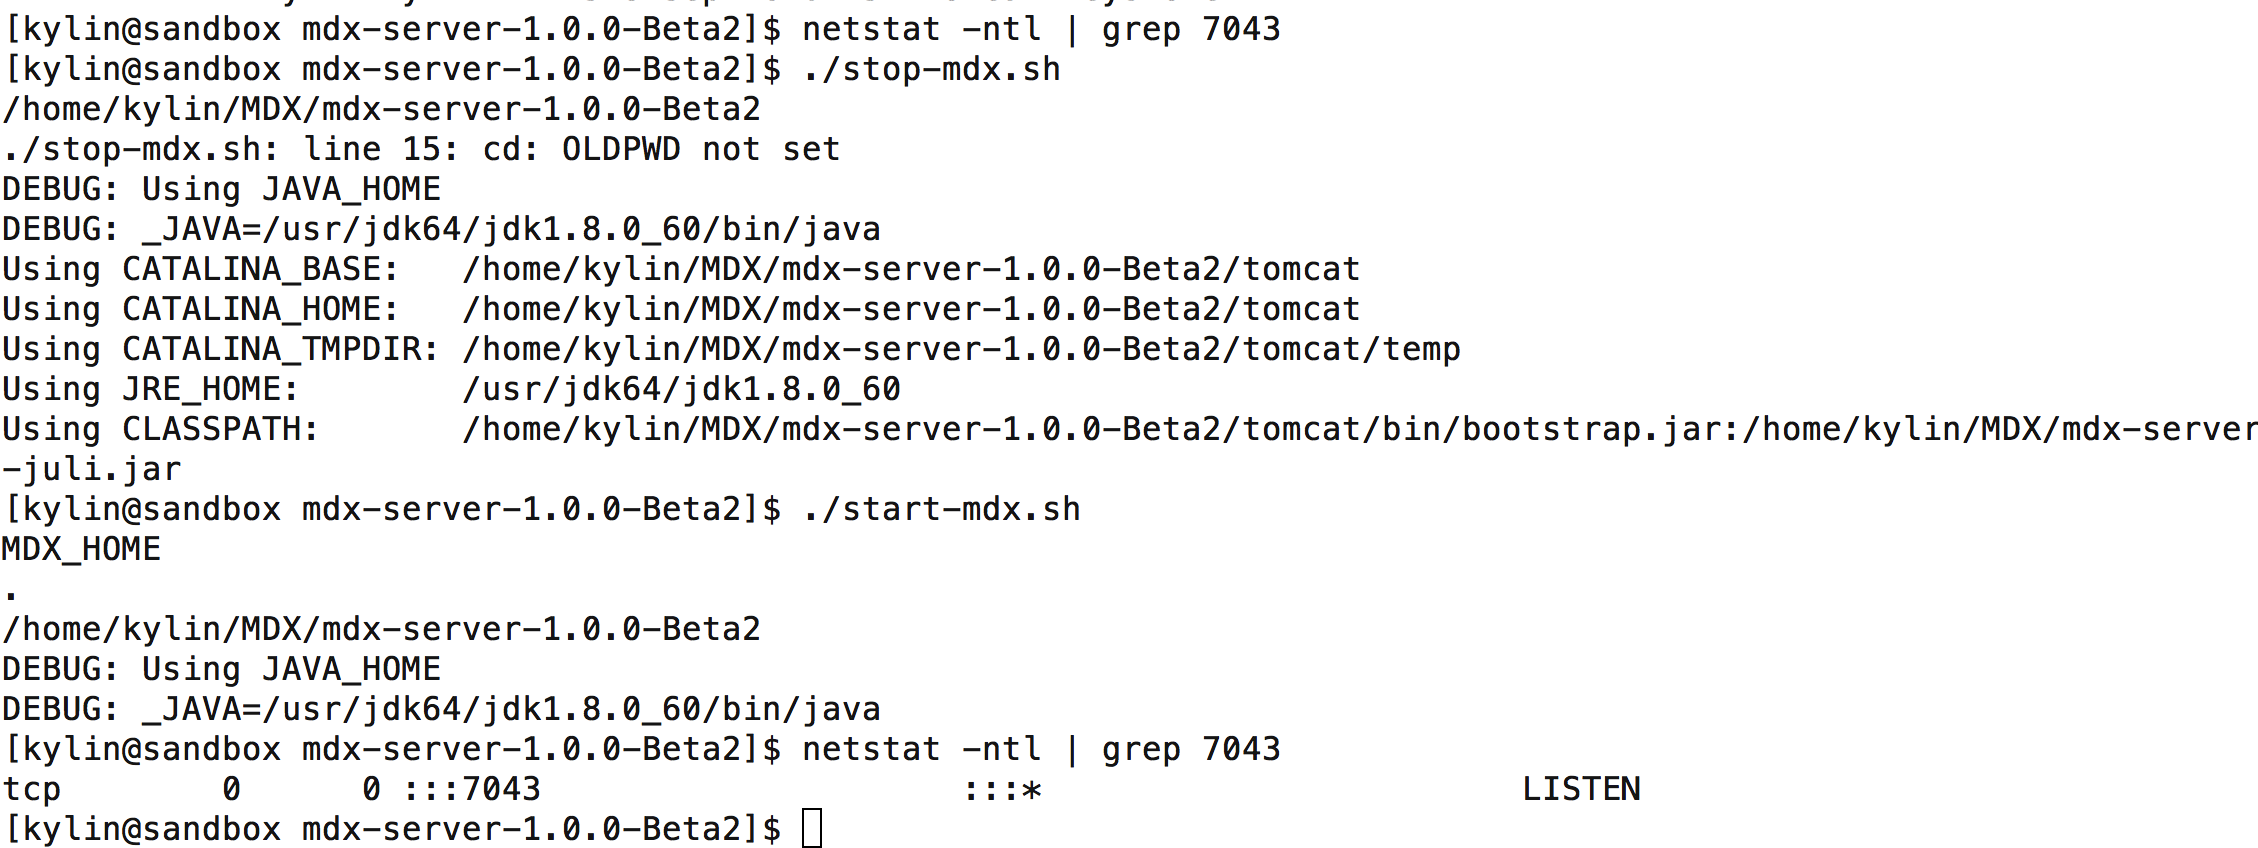 [kylin@sandbox mdx-server-1.0.0-Beta2]$ netstat -ntl | grep 7043
[kylin@sandbox mdx-server-1.0.0-Beta2]$ ./stop-mdx.sh
/home/kylin/MDX/mdx-server-1.0.0-Beta2
./stop-mdx.sh: line 15: cd: OLDPWD not set
DEBUG: Using JAVA_HOME
DEBUG: _JAVA=/usr/jdk64/jdk1.8.0_60/bin/java
Using CATALINA_BASE:   /home/kylin/MDX/mdx-server-1.0.0-Beta2/tomcat
Using CATALINA_HOME:   /home/kylin/MDX/mdx-server-1.0.0-Beta2/tomcat
Using CATALINA_TMPDIR: /home/kylin/MDX/mdx-server-1.0.0-Beta2/tomcat/temp
Using JRE_HOME:        /usr/jdk64/jdk1.8.0_60
Using CLASSPATH:       /home/kylin/MDX/mdx-server-1.0.0-Beta2/tomcat/bin/bootstrap.jar:/home/kylin/MDX/mdx-server
-juli.jar
[kylin@sandbox mdx-server-1.0.0-Beta2]$ ./start-mdx.sh
MDX_HOME
.
/home/kylin/MDX/mdx-server-1.0.0-Beta2
DEBUG: Using JAVA_HOME
DEBUG: _JAVA=/usr/jdk64/jdk1.8.0_60/bin/java
[kylin@sandbox mdx-server-1.0.0-Beta2]$ netstat -ntl | grep 7043
tcp        0      0 :::7043                     :::*                        LISTEN
[kylin@sandbox mdx-server-1.0.0-Beta2]$